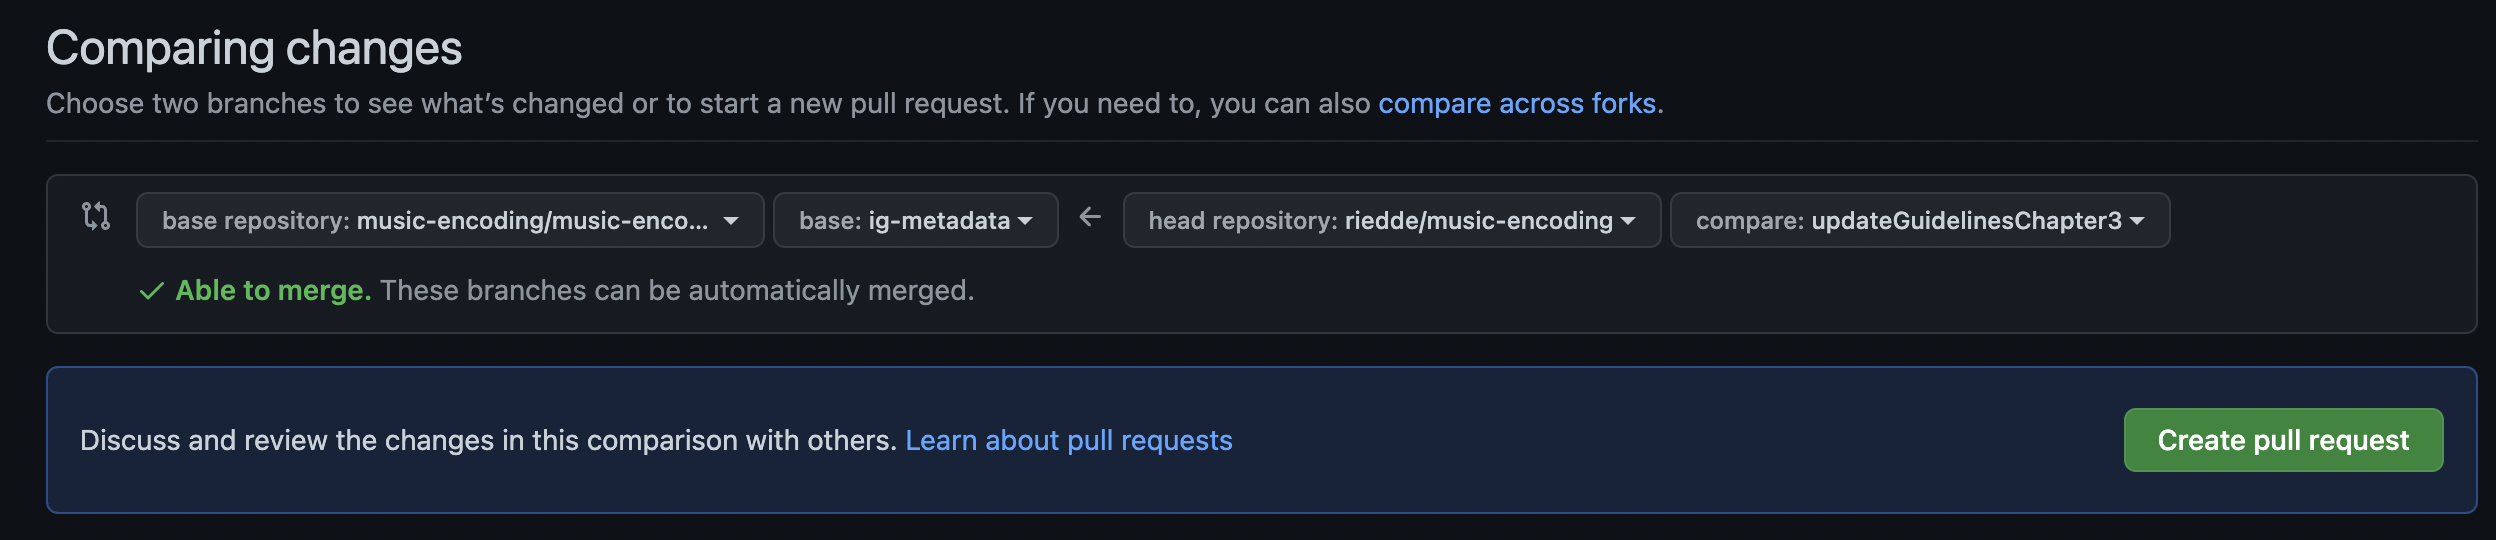 Comparing changes
Choose two branches to see what's changed or to start a new pull request. If you need to, you can also compare across forks.
base repository: music-encoding/music-enco... base: ig-metadata head repository: riedde/music-encoding compare: updateGuidelinesChapter3
Able to merge. These branches can be automatically merged.
Discuss and review the changes in this comparison with others. Learn about pull requests Create pull request